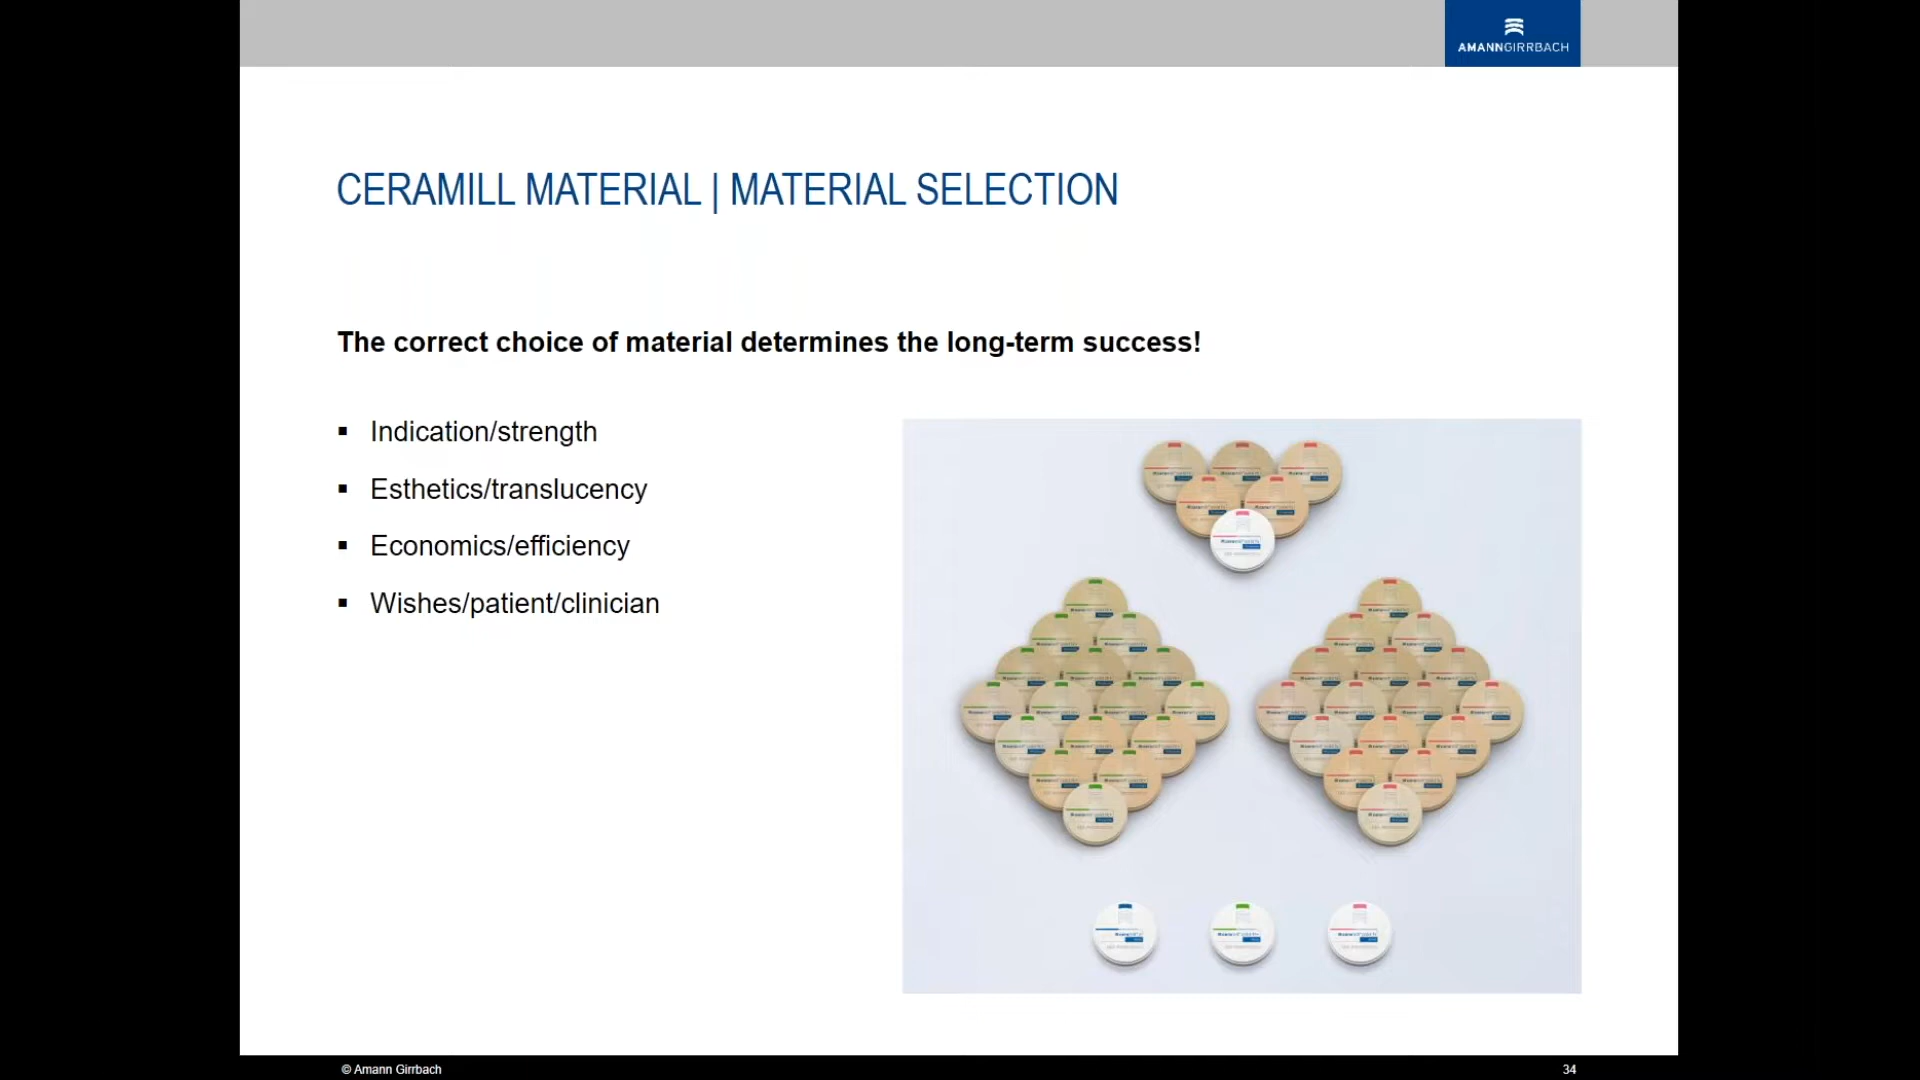 AMANNGIRRBACH
CERAMILL MATERIAL | MATERIAL SELECTION
The correct choice of material determines the long-term success!
▪ Indication/strength
▪ Esthetics/translucency
▪ Economics/efficiency
▪ Wishes/patient/clinician
© Amann Girrbach
34